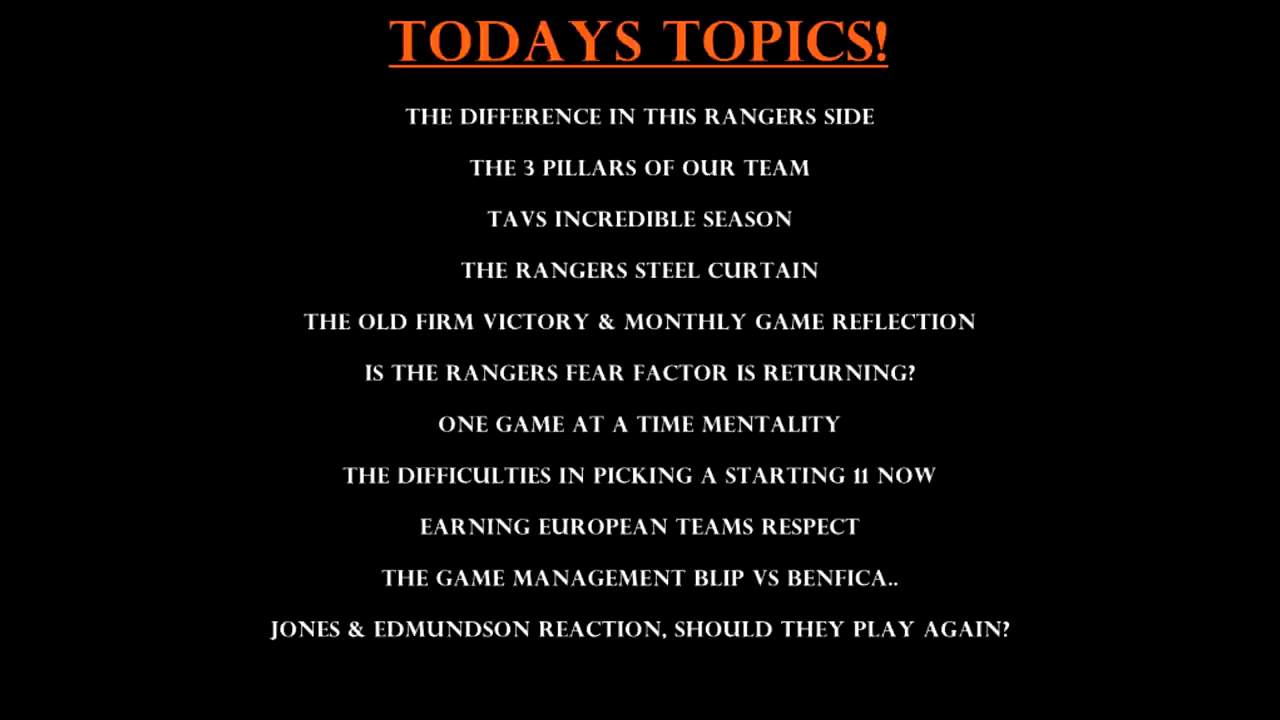 TODAYS TOPICS!
THE DIFFERENCE IN THIS RANGERS SIDE
THE 3 PILLARS OF OUR TEAM
TAVS INCREDIBLE SEASON
THE RANGERS STEEL CURTAIN
THE OLD FIRM VICTORY & MONTHLY GAME REFLECTION
IS THE RANGERS FEAR FACTOR IS RETURNING?
ONE GAME AT A TIME MENTALITY
THE DIFFICULTIES IN PICKING A STARTING 11 NOW
EARNING EUROPEAN TEAMS RESPECT
THE GAME MANAGEMENT BLIP VS BENFICA..
JONES & EDMUNDSON REACTION, SHOULD THEY PLAY AGAIN?